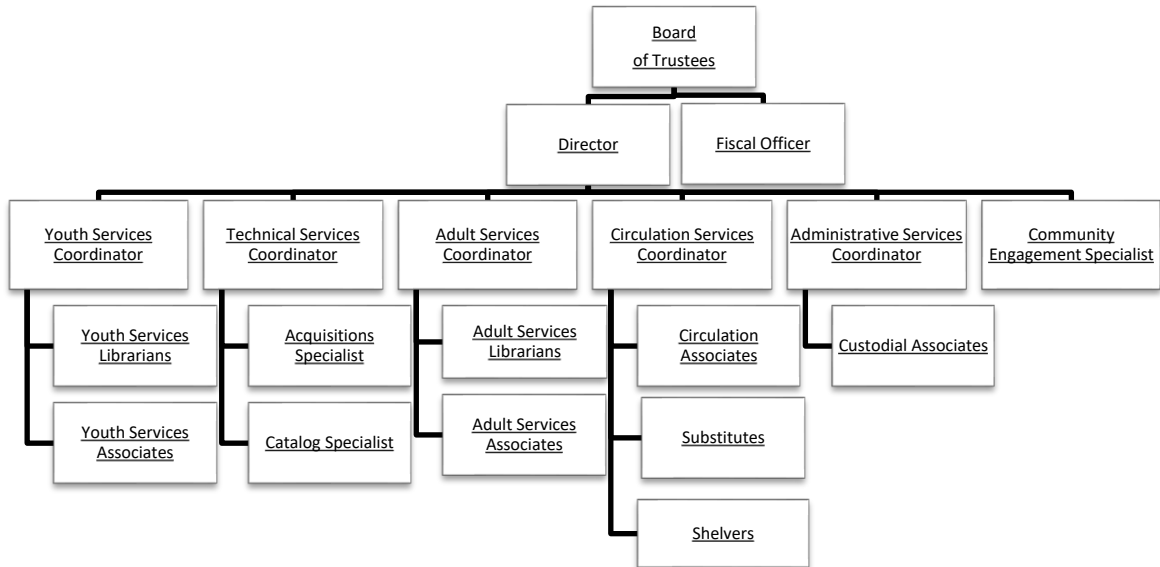 Board
of Trustees
Director
Fiscal Officer
Youth Services
Coordinator
Technical Services
Coordinator
Adult Services
Coordinator
Circulation Services
Coordinator
Administrative Services
Coordinator
Community
Engagement Specialist
Youth Services
Librarians
Acquisitions
Specialist
Adult Services
Librarians
Circulation
Associates
Custodial Associates
Youth Services
Associates
Catalog Specialist
Adult Services
Associates
Substitutes
Shelvers